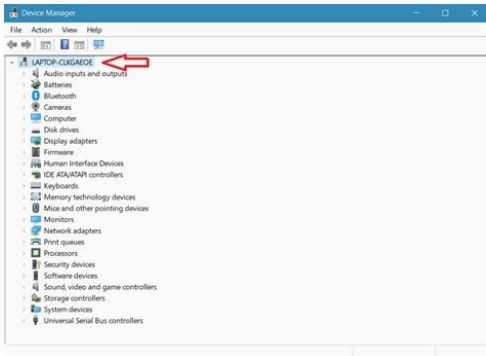 Device Manager
File Action View Help
LAPTOP-CLKGAEOE
Audio inputs and outputs
Batteries
Bluetooth
Cameras
Computer
Disk drives
Display adapters
Firmware
Human Interface Devices
IDE ATA/ATAPI controllers
Keyboards
Memory technology devices
Mice and other pointing devices
Monitors
Network adapters
Print queues
Processors
Security devices
Software devices
Sound, video and game controllers
Storage controllers
System devices
Universal Serial Bus controllers